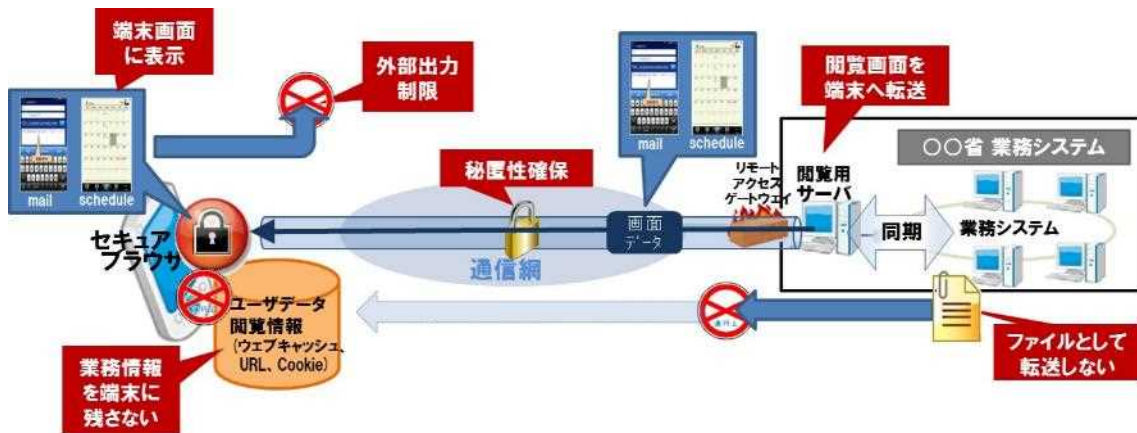 端末画面
に表示
mail
schedule
外部出力
制限
秘匿性確保
mail
schedule
閲覧画面を
端末へ転送
〇〇省 業務システム
リモート
アクセス
ゲートウェイ
閲覧用
サーバ
同期
業務システム
画面
データ
通信網
セキュア
ブラウザ
ユーザデータ
閲覧情報
(ウェブキャッシュ、
URL、Cookie)
業務情報
を端末に
残さない
ファイルとして
転送しない